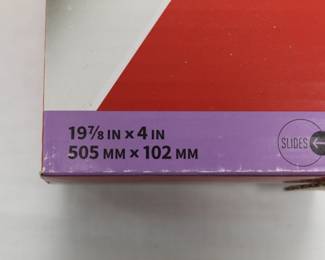 19⅞ IN × 4 IN
505 MM × 102 MM
SLIDES